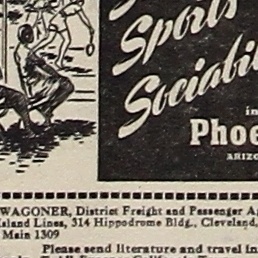 Sports
Sociabi
in
Phoe
ARIZO
WAGONER, District Freight and Passenger A
Island Lines, 314 Hippodrome Bldg., Cleveland,
Main 1309
Please send literature and travel in